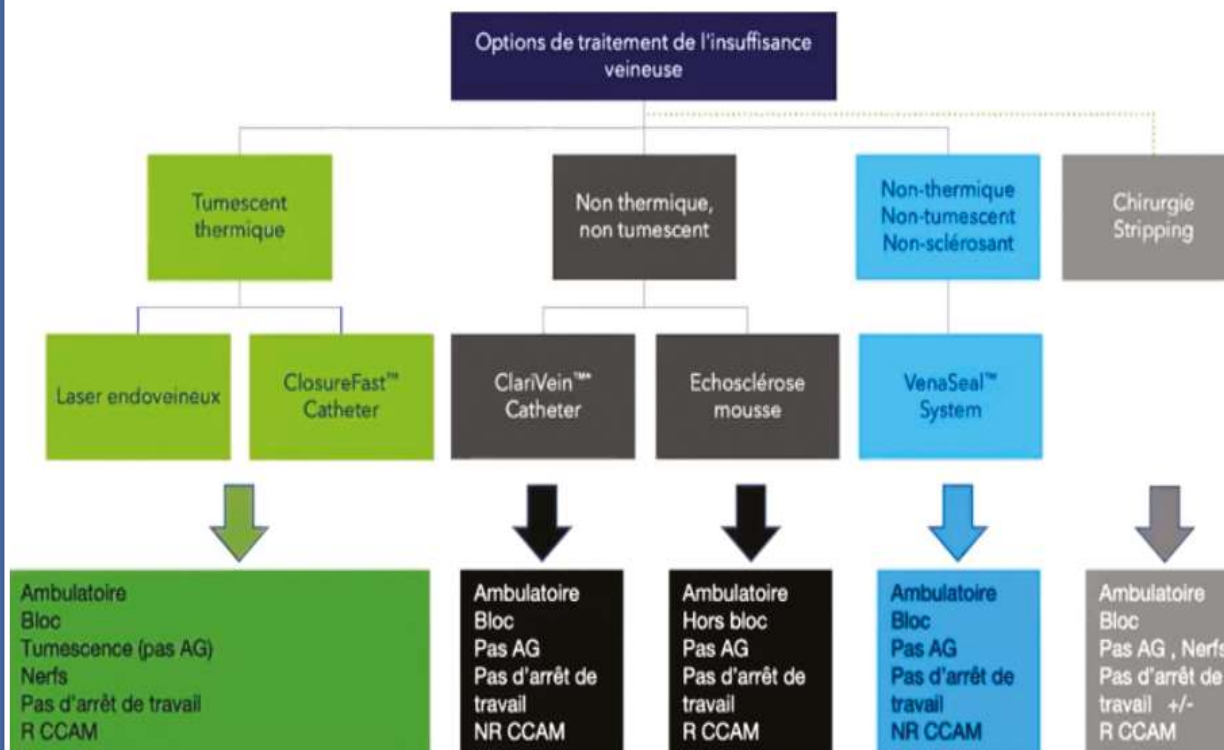 Options de traitement de l'insuffisance
veineuse
Tumescent
thermique
Non thermique,
non tumescent
Non-thermique
Non-tumescent
Non-sclérosant
Chirurgie
Stripping
Laser endoveineux
ClosureFast™
Catheter
ClariVein™*
Catheter
Echosclérose
mousse
VenaSeal™
System
Ambulatoire
Bloc
Tumescence (pas AG)
Nerfs
Pas d'arrêt de travail
R CCAM
Ambulatoire
Bloc
Pas AG
Pas d'arrêt de
travail
NR CCAM
Ambulatoire
Hors bloc
Pas AG
Pas d'arrêt de
travail
R CCAM
Ambulatoire
Bloc
Pas AG
Pas d'arrêt de
travail
NR CCAM
Ambulatoire
Bloc
Pas AG , Nerfs
Pas d'arrêt de
travail +/-
R CCAM